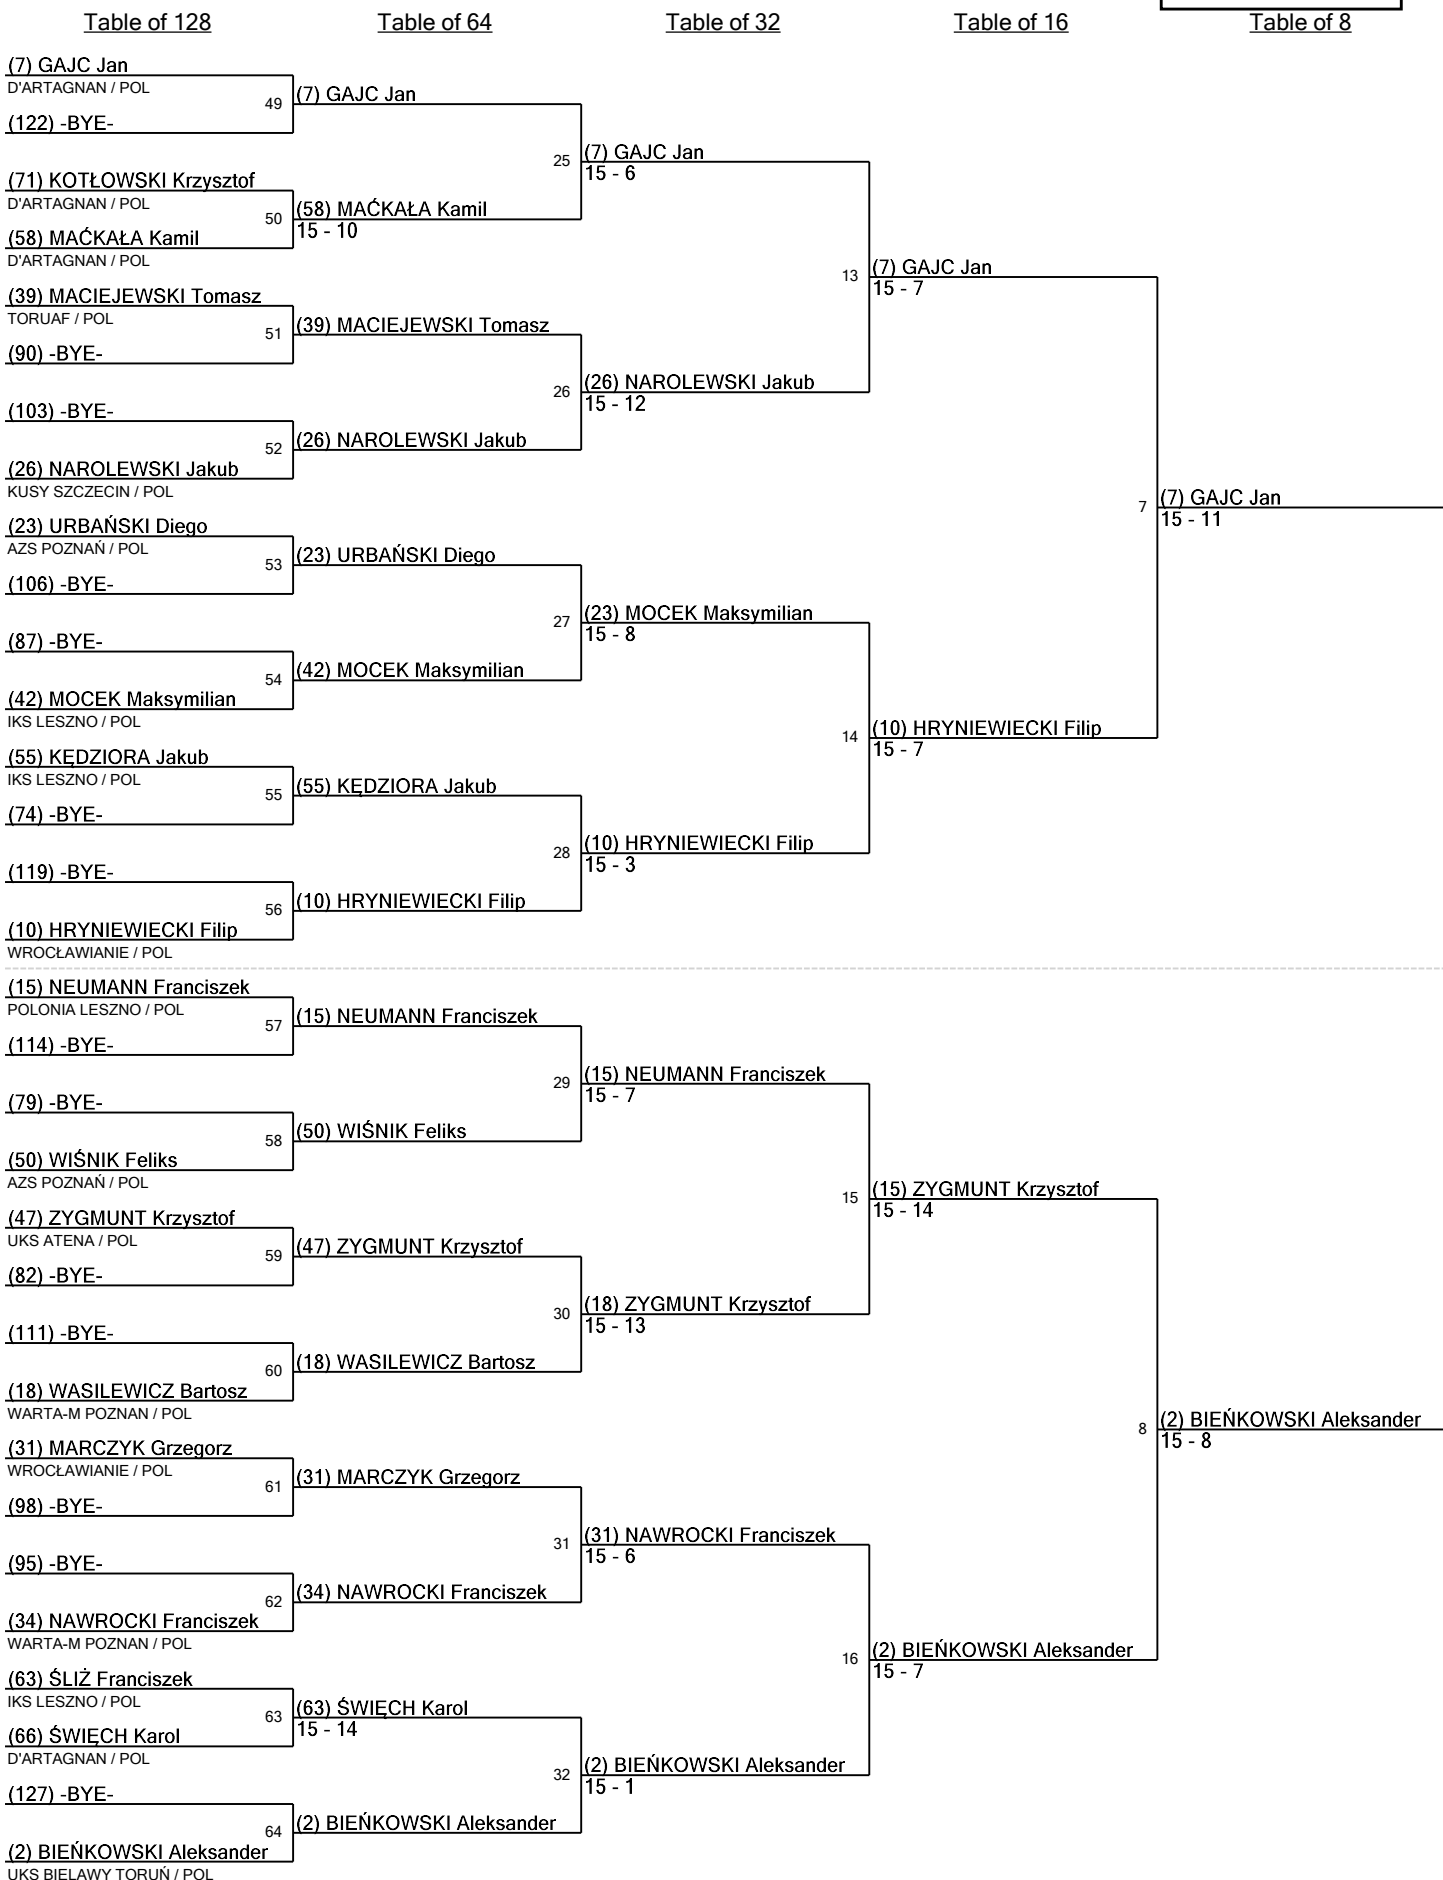 Table of 128
Table of 64
Table of 32
Table of 16
Table of 8
(7) GAJC Jan
D'ARTAGNAN / POL
49
(122) -BYE-
(71) KOTŁOWSKI Krzysztof
D'ARTAGNAN / POL
50
(58) MAĆKAŁA Kamil
D'ARTAGNAN / POL
(39) MACIEJEWSKI Tomasz
TORUAF / POL
51
(90) -BYE-
(103) -BYE-
52
(26) NAROLEWSKI Jakub
KUSY SZCZECIN / POL
(23) URBAŃSKI Diego
AZS POZNAŃ / POL
53
(106) -BYE-
(87) -BYE-
54
(42) MOCEK Maksymilian
IKS LESZNO / POL
(55) KĘDZIORA Jakub
IKS LESZNO / POL
55
(74) -BYE-
(119) -BYE-
56
(10) HRYNIEWIECKI Filip
WROCŁAWIANIE / POL
(15) NEUMANN Franciszek
POLONIA LESZNO / POL
57
(114) -BYE-
(79) -BYE-
58
(50) WIŚNIK Feliks
AZS POZNAŃ / POL
(47) ZYGMUNT Krzysztof
UKS ATENA / POL
59
(82) -BYE-
(111) -BYE-
60
(18) WASILEWICZ Bartosz
WARTA-M POZNAN / POL
(31) MARCZYK Grzegorz
WROCŁAWIANIE / POL
61
(98) -BYE-
(95) -BYE-
62
(34) NAWROCKI Franciszek
WARTA-M POZNAN / POL
(63) ŚLIŻ Franciszek
IKS LESZNO / POL
63
(66) ŚWIĘCH Karol
D'ARTAGNAN / POL
(127) -BYE-
64
(2) BIEŃKOWSKI Aleksander
UKS BIELAWY TORUŃ / POL
(7) GAJC Jan
25
(58) MAĆKAŁA Kamil
15 - 10
(39) MACIEJEWSKI Tomasz
26
(26) NAROLEWSKI Jakub
(23) URBAŃSKI Diego
27
(42) MOCEK Maksymilian
(55) KĘDZIORA Jakub
28
(10) HRYNIEWIECKI Filip
(15) NEUMANN Franciszek
29
(50) WIŚNIK Feliks
(47) ZYGMUNT Krzysztof
30
(18) WASILEWICZ Bartosz
(31) MARCZYK Grzegorz
31
(34) NAWROCKI Franciszek
(63) ŚWIĘCH Karol
15 - 14
32
(2) BIEŃKOWSKI Aleksander
(7) GAJC Jan
15 - 6
13
(26) NAROLEWSKI Jakub
15 - 12
(23) MOCEK Maksymilian
15 - 8
14
(10) HRYNIEWIECKI Filip
15 - 3
(15) NEUMANN Franciszek
15 - 7
15
(18) ZYGMUNT Krzysztof
15 - 13
(31) NAWROCKI Franciszek
15 - 6
16
(2) BIEŃKOWSKI Aleksander
15 - 1
(7) GAJC Jan
15 - 7
7
(10) HRYNIEWIECKI Filip
15 - 7
(15) ZYGMUNT Krzysztof
15 - 14
8
(2) BIEŃKOWSKI Aleksander
15 - 7
(7) GAJC Jan
15 - 11
(2) BIEŃKOWSKI Aleksander
15 - 8